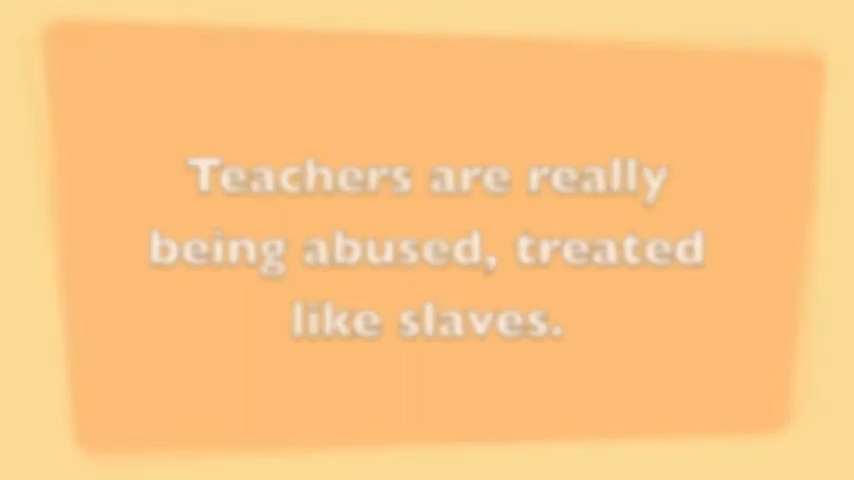 Teachers are really
being abused, treated
like slaves.